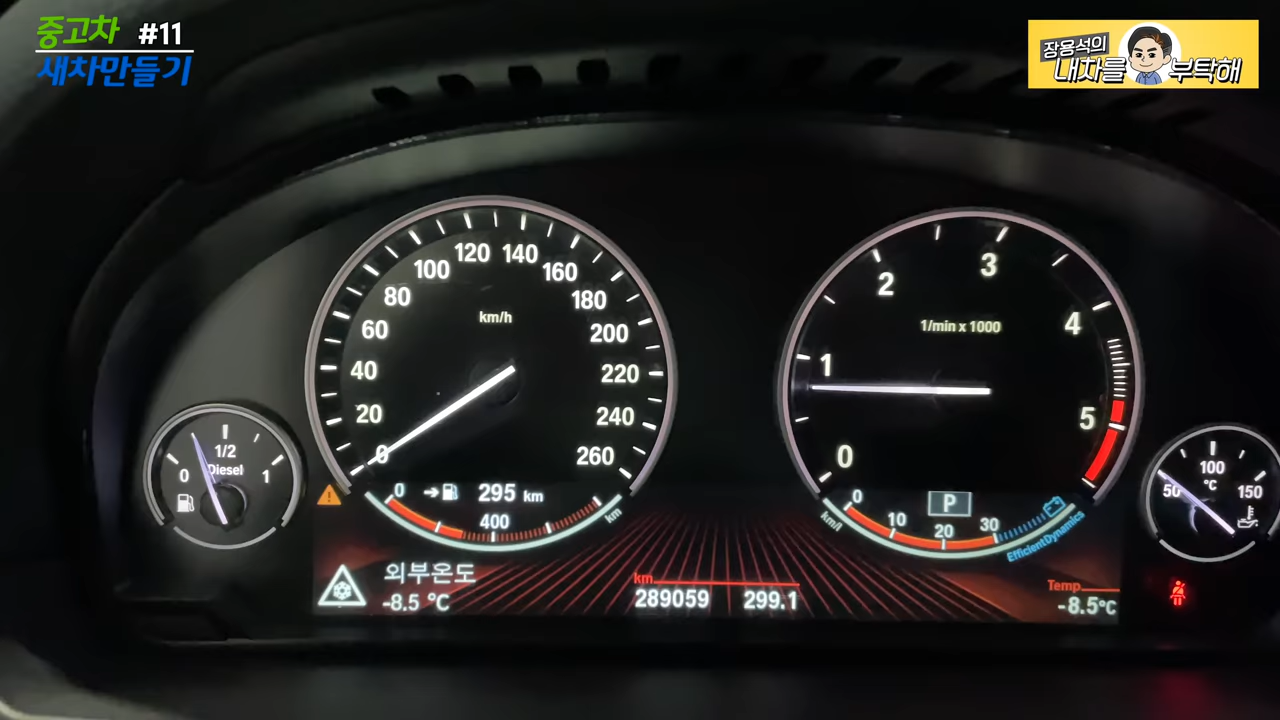 중고차 #11
새차만들기
장용석의
내차를 부탁해
km/h
0
20
40
60
80
100
120
140
160
180
200
220
240
260
1/min x 1000
0
1
2
3
4
5
0 1/2 1
Diesel
50 100 150
°C
0 295 km
400
km
P
km/l
0 10 20 30
EfficientDynamics
외부온도
-8.5 °C
km
289059 299.1
Temp
-8.5°C